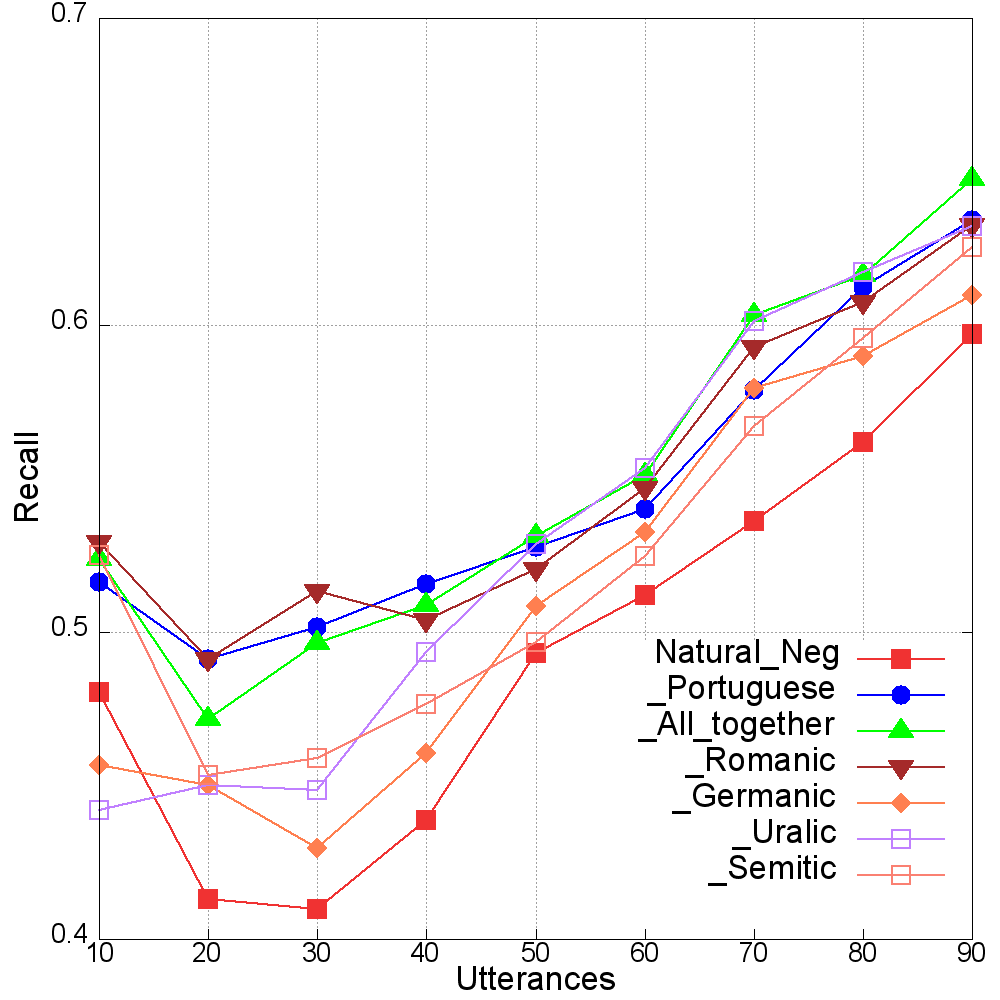 0.7
0.6
0.5
0.4
Recall
10 20 30 40 50 60 70 80 90
Utterances
Natural_Neg
_Portuguese
_All_together
_Romanic
_Germanic
_Uralic
_Semitic